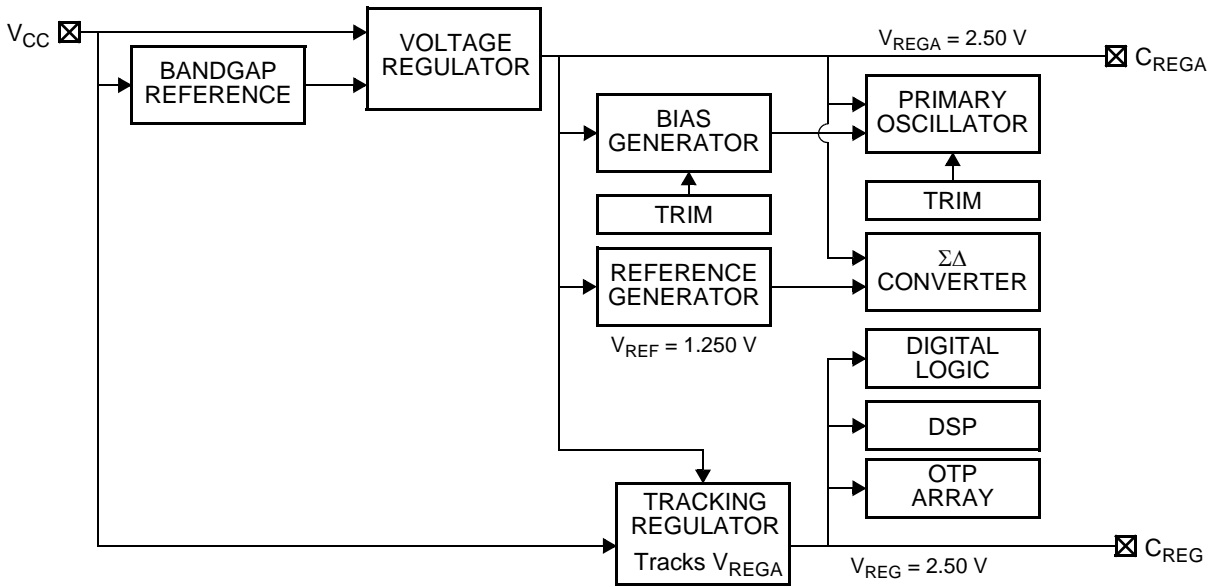 VCC
VOLTAGE
REGULATOR
BANDGAP
REFERENCE
VREGA = 2.50 V
CREGA
BIAS
GENERATOR
PRIMARY
OSCILLATOR
TRIM
TRIM
REFERENCE
GENERATOR
ΣΔ
CONVERTER
VREF = 1.250 V
DIGITAL
LOGIC
DSP
OTP
ARRAY
TRACKING
REGULATOR
Tracks VREGA
VREG = 2.50 V
CREG